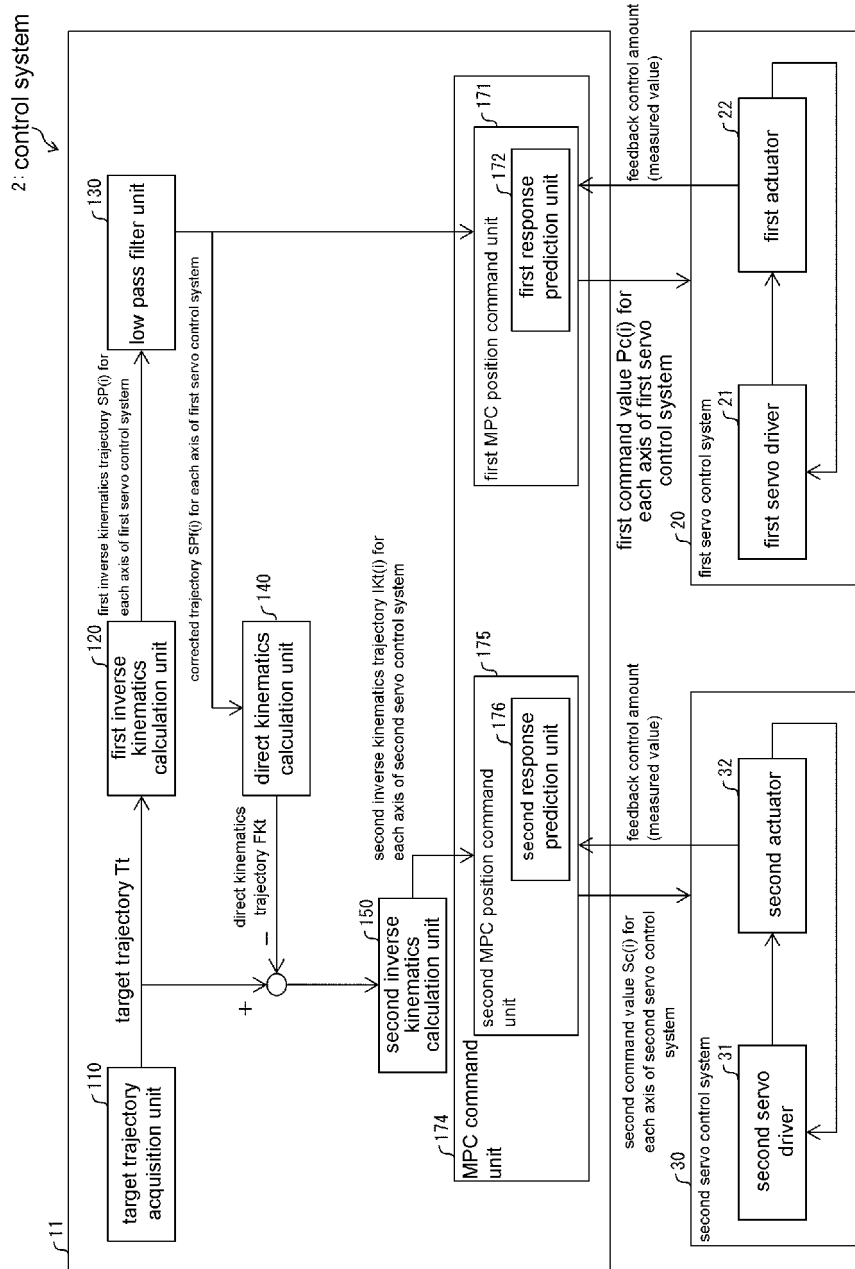 2: control system
11
110
target trajectory
acquisition unit
target trajectory Tt
120
first inverse
kinematics
calculation unit
first inverse kinematics trajectory SP(i) for
each axis of first servo control system
130
low pass filter unit
corrected trajectory SPf(i) for each axis of first servo control system
140
direct kinematics
calculation unit
direct kinematics
trajectory FKt
+
−
150
second inverse
kinematics
calculation unit
second inverse kinematics trajectory IKt(i) for
each axis of second servo control system
174
MPC command
unit
175
second MPC position command
unit
176
second response
prediction unit
171
first MPC position command unit
172
first response
prediction unit
second command value Sc(i) for
each axis of second servo control
system
feedback control amount
(measured value)
first command value Pc(i) for
each axis of first servo
control system
feedback control amount
(measured value)
30
second servo control system
31
second servo
driver
32
second actuator
20
first servo control system
21
first servo driver
22
first actuator